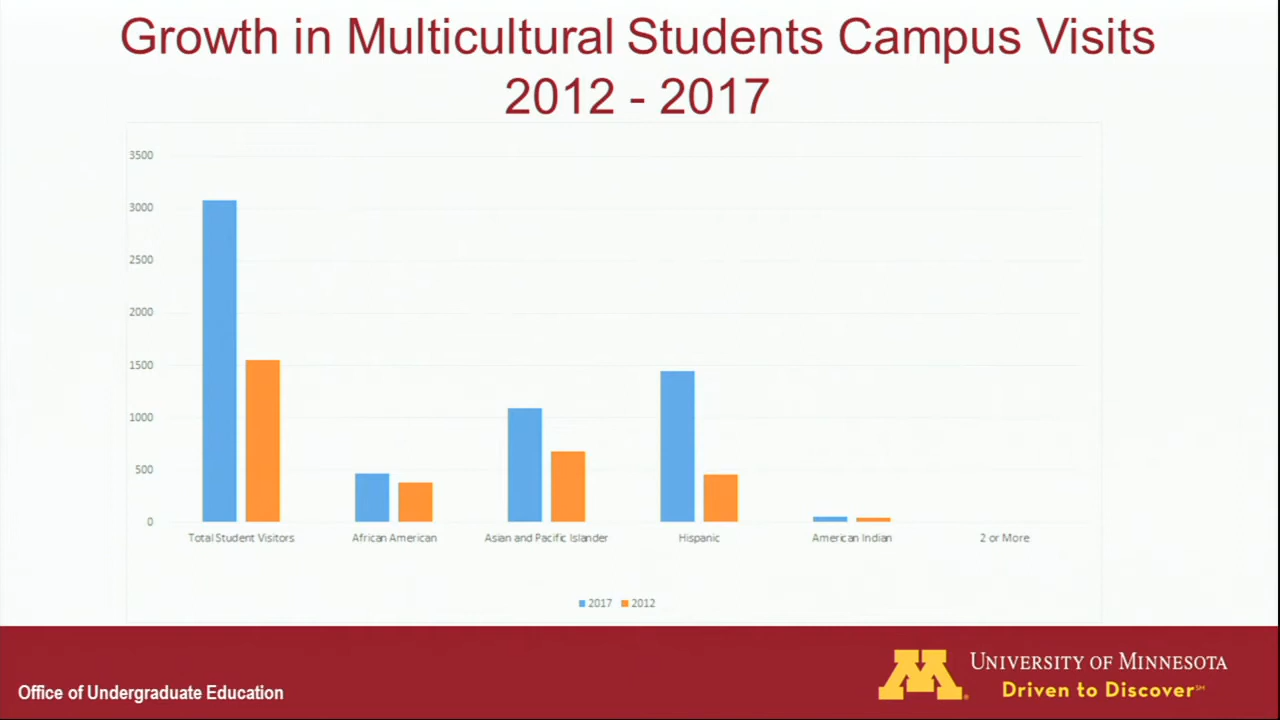 Growth in Multicultural Students Campus Visits
2012 - 2017
3500
3000
2500
2000
1500
1000
500
0
Total Student Visitors
African American
Asian and Pacific Islander
Hispanic
American Indian
2 or More
2017
2012
Office of Undergraduate Education
M
UNIVERSITY OF MINNESOTA
Driven to Discover℠